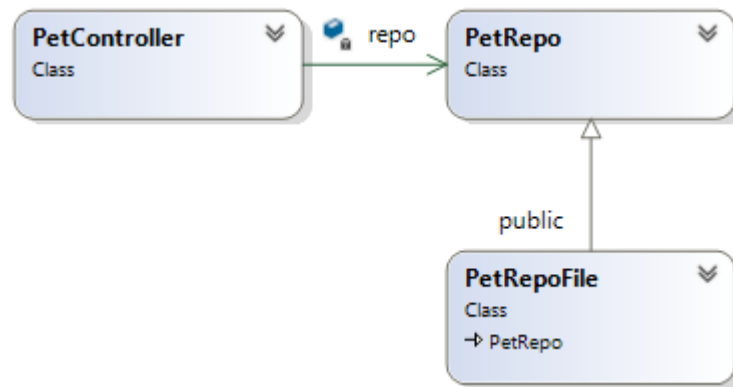 PetController
Class
repo
PetRepo
Class
public
PetRepoFile
Class
PetRepo